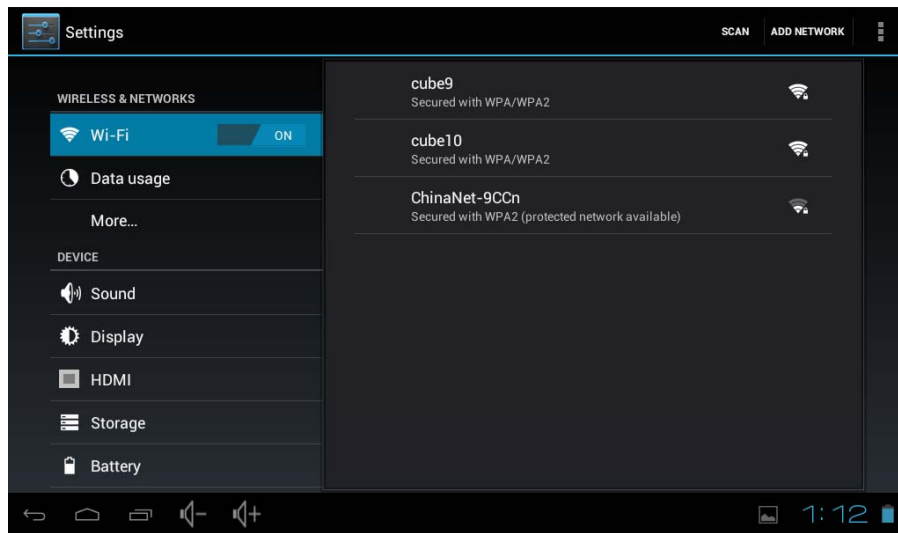 Settings
SCAN
ADD NETWORK
WIRELESS & NETWORKS
Wi-Fi
ON
Data usage
More...
DEVICE
Sound
Display
HDMI
Storage
Battery
cube9
Secured with WPA/WPA2
cube10
Secured with WPA/WPA2
ChinaNet-9CCn
Secured with WPA2 (protected network available)
1:12